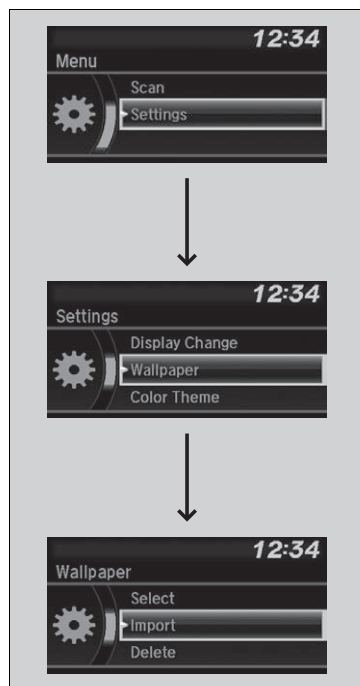 12:34
Menu
Scan
Settings
12:34
Settings
Display Change
Wallpaper
Color Theme
12:34
Wallpaper
Select
Import
Delete